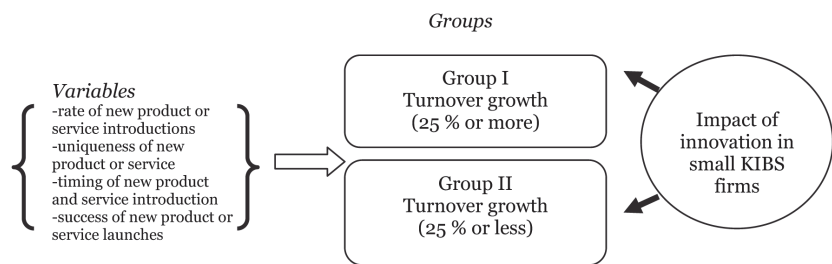 Groups
Variables
-rate of new product or
service introductions
-uniqueness of new
product or service
-timing of new product
and service introduction
-success of new product or
service launches
Group I
Turnover growth
(25 % or more)
Group II
Turnover growth
(25 % or less)
Impact of
innovation in
small KIBS
firms